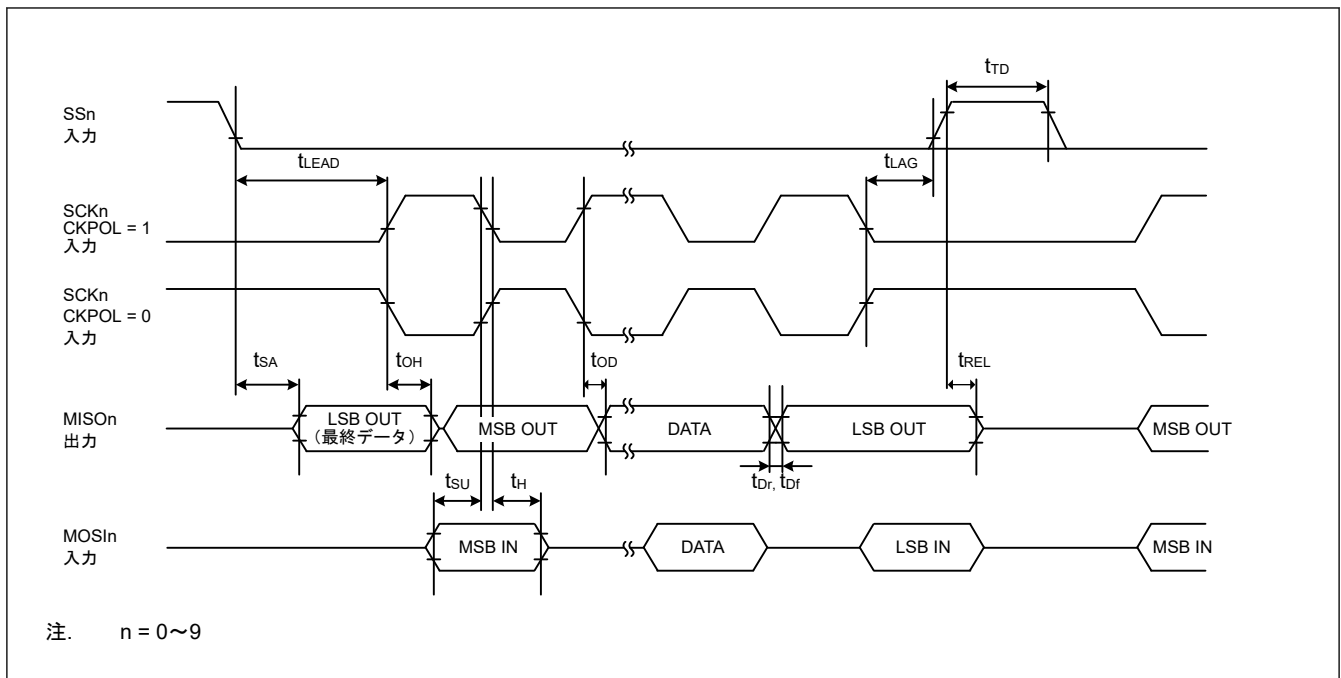 tTD
SSn
入力
tLEAD
tLAG
SCKn
CKPOL = 1
入力
SCKn
CKPOL = 0
入力
tSA
tOH
tOD
tREL
MISOn
出力
LSB OUT
(最終データ)
MSB OUT
DATA
LSB OUT
MSB OUT
tSU
tH
tDr, tDf
MOSIn
入力
MSB IN
DATA
LSB IN
MSB IN
注. n = 0～9